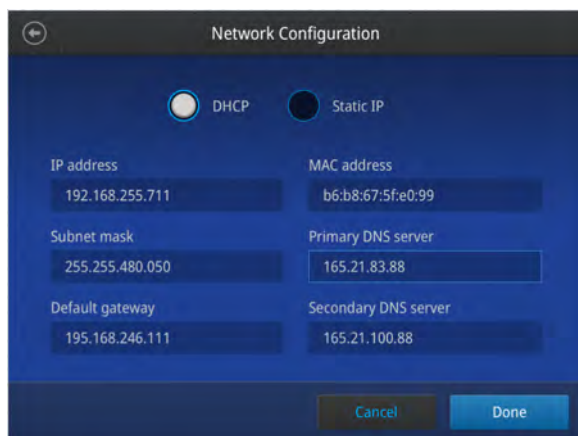 Network Configuration
DHCP Static IP
IP address MAC address
192.168.255.711 b6:b8:67:5f:e0:99
Subnet mask Primary DNS server
255.255.480.050 165.21.83.88
Default gateway Secondary DNS server
195.168.246.111 165.21.100.88
Cancel Done